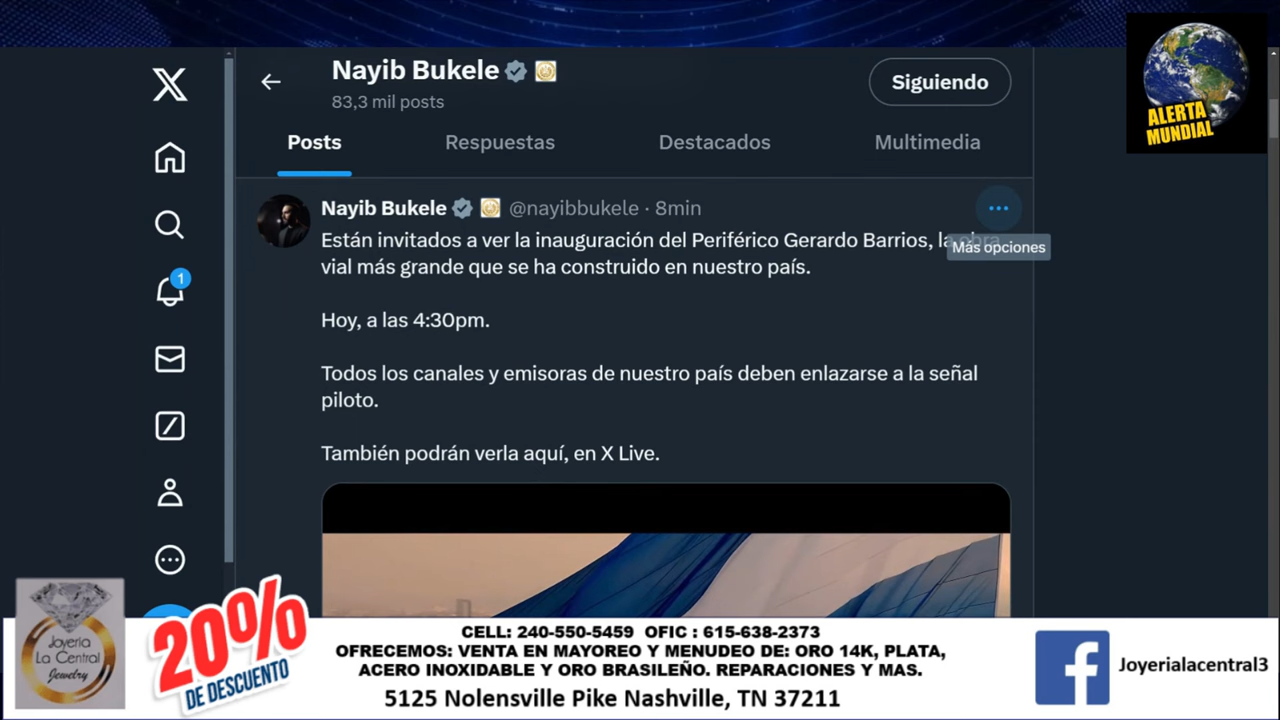 Nayib Bukele
83,3 mil posts
Siguiendo
ALERTA
MUNDIAL
Posts
Respuestas
Destacados
Multimedia
Nayib Bukele @nayibbukele · 8min
Están invitados a ver la inauguración del Periférico Gerardo Barrios, la obra
Más opciones
vial más grande que se ha construido en nuestro país.
Hoy, a las 4:30pm.
Todos los canales y emisoras de nuestro país deben enlazarse a la señal
piloto.
También podrán verla aquí, en X Live.
1
Joyeria
La Central
Jewelry
20%
DE DESCUENTO
CELL: 240-550-5459 OFIC : 615-638-2373
OFRECEMOS: VENTA EN MAYOREO Y MENUDEO DE: ORO 14K, PLATA,
ACERO INOXIDABLE Y ORO BRASILEÑO. REPARACIONES Y MAS.
5125 Nolensville Pike Nashville, TN 37211
Joyerialacentral3